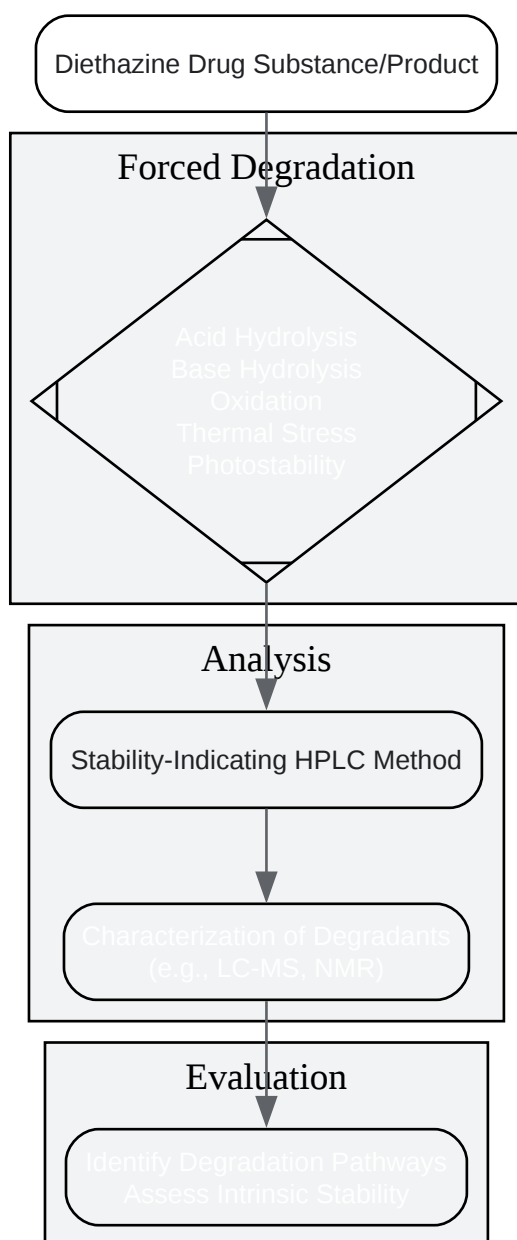 Diethazine Drug Substance/Product
Forced Degradation
Acid Hydrolysis
Base Hydrolysis
Oxidation
Thermal Stress
Photostability
Analysis
Stability-Indicating HPLC Method
Characterization of Degradants
(e.g., LC-MS, NMR)
Evaluation
Identify Degradation Pathways
Assess Intrinsic Stability